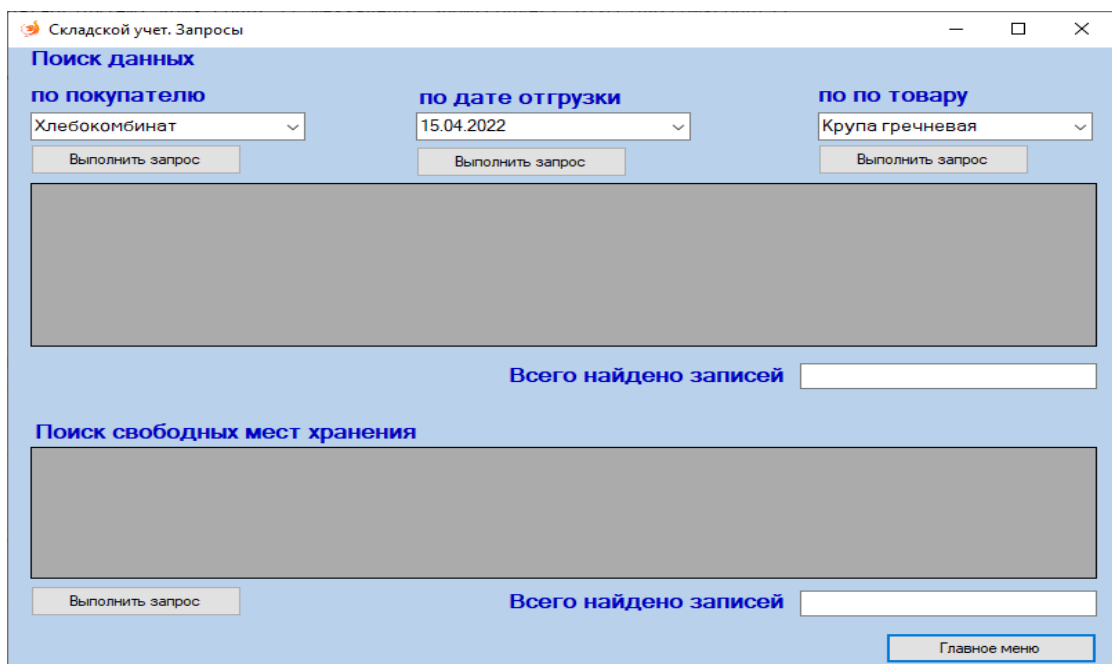 Складской учет. Запросы
Поиск данных
по покупателю
по дате отгрузки
по по товару
Хлебокомбинат
15.04.2022
Крупа гречневая
Выполнить запрос
Выполнить запрос
Выполнить запрос
Всего найдено записей
Поиск свободных мест хранения
Выполнить запрос
Всего найдено записей
Главное меню